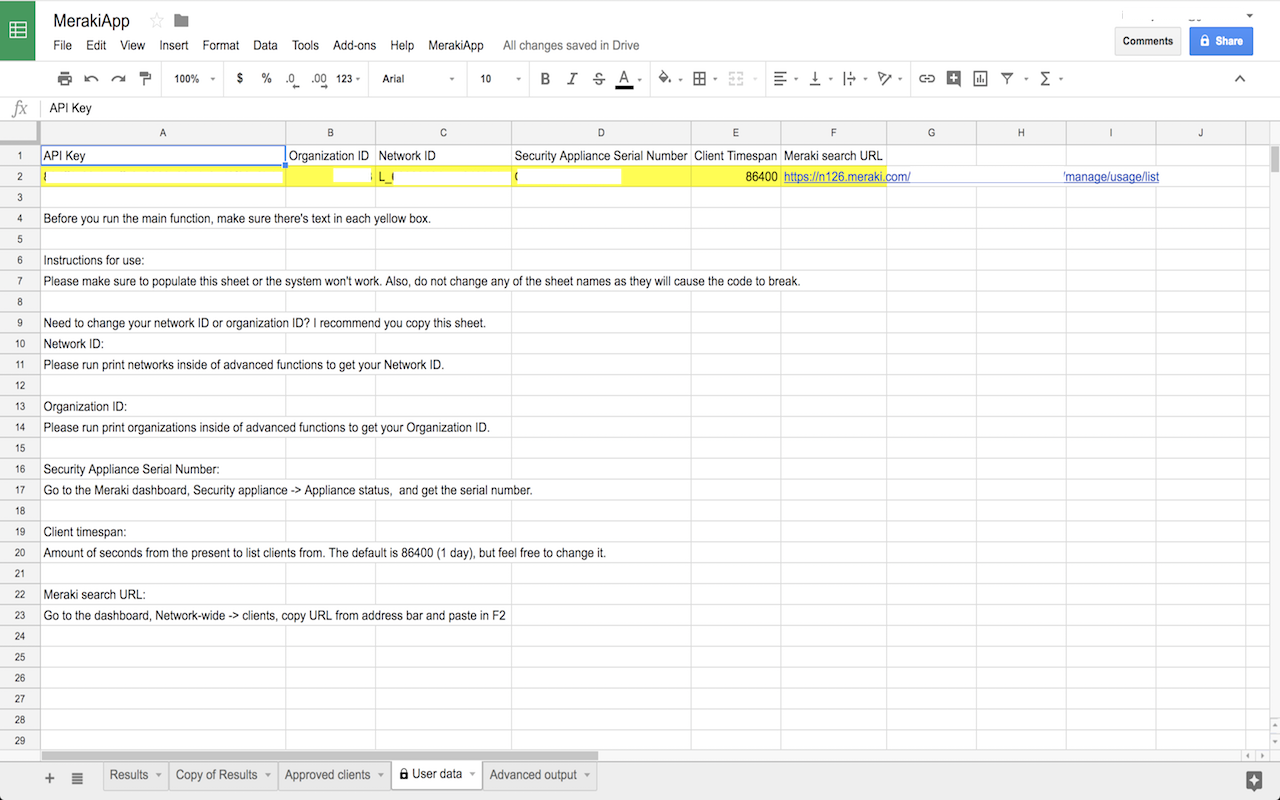 MerakiApp
File Edit View Insert Format Data Tools Add-ons Help MerakiApp All changes saved in Drive
Comments Share
100% $ % .0 .00 123 Arial 10 B I S A
fx API Key
A B C D E F G H I J
1 API Key Organization ID Network ID Security Appliance Serial Number Client Timespan Meraki search URL
2 L_ 86400 https://n126.meraki.com/ /manage/usage/list
3
4 Before you run the main function, make sure there's text in each yellow box.
5
6 Instructions for use:
7 Please make sure to populate this sheet or the system won't work. Also, do not change any of the sheet names as they will cause the code to break.
8
9 Need to change your network ID or organization ID? I recommend you copy this sheet.
10 Network ID:
11 Please run print networks inside of advanced functions to get your Network ID.
12
13 Organization ID:
14 Please run print organizations inside of advanced functions to get your Organization ID.
15
16 Security Appliance Serial Number:
17 Go to the Meraki dashboard, Security appliance -> Appliance status,  and get the serial number.
18
19 Client timespan:
20 Amount of seconds from the present to list clients from. The default is 86400 (1 day), but feel free to change it.
21
22 Meraki search URL:
23 Go to the dashboard, Network-wide -> clients, copy URL from address bar and paste in F2
24
25
26
27
28
29
Results Copy of Results Approved clients User data Advanced output